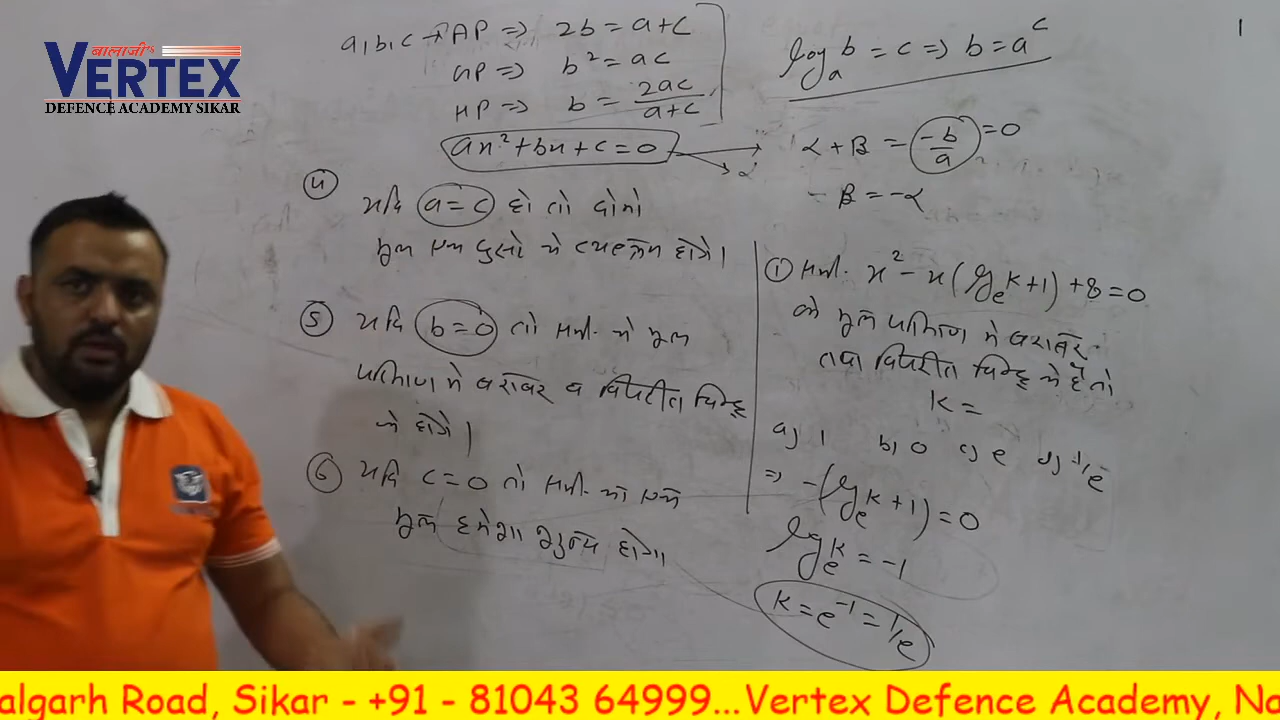 बालाजी's
VERTEX
DEFENCE ACADEMY SIKAR
a,b,c → AP ⇒ 2b = a+c
GP ⇒ b² = ac
HP ⇒ b = 2ac/(a+c)
ax²+bx+c=0
α
log_a b = c ⇒ b = a^c
α + β = -b/a = 0
- β = -α
④ यदि a=c हो तो दोनों
मूल एक दुसरे के व्युत्क्रम होंगे।
⑤ यदि b=0 तो समी. के मूल
परिमाण में बराबर व विपरीत चिन्ह
के होंगे।
⑥ यदि c=0 तो समी. का एक
मूल हमेशा शुन्य होगा
① समी. x² - x(log_e k + 1) + 8 = 0
के मूल परिमाण में बराबर
तथा विपरीत चिन्ह के हैं तो
K =
a) 1 b) 0 c) e d) 1/e
⇒ -(log_e k + 1) = 0
log_e k = -1
k = e⁻¹ = 1/e
1
algarh Road, Sikar - +91 - 81043 64999...Vertex Defence Academy, Na